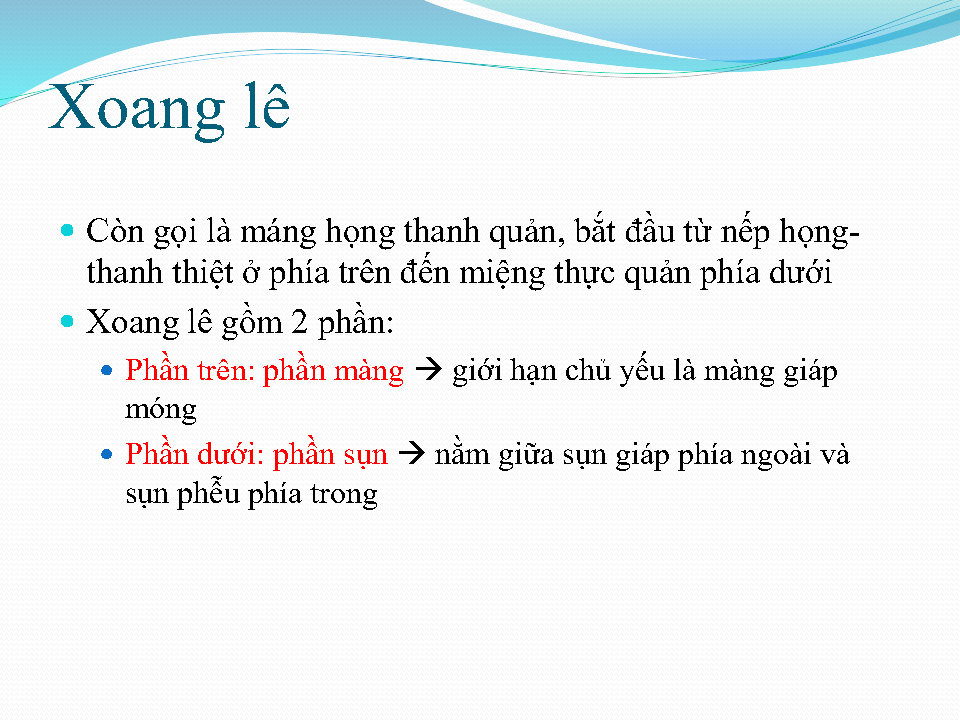 Xoang lê
Còn gọi là máng họng thanh quản, bắt đầu từ nếp họng-
thanh thiệt ở phía trên đến miệng thực quản phía dưới
Xoang lê gồm 2 phần:
Phần trên: phần màng → giới hạn chủ yếu là màng giáp
móng
Phần dưới: phần sụn → nằm giữa sụn giáp phía ngoài và
sụn phễu phía trong